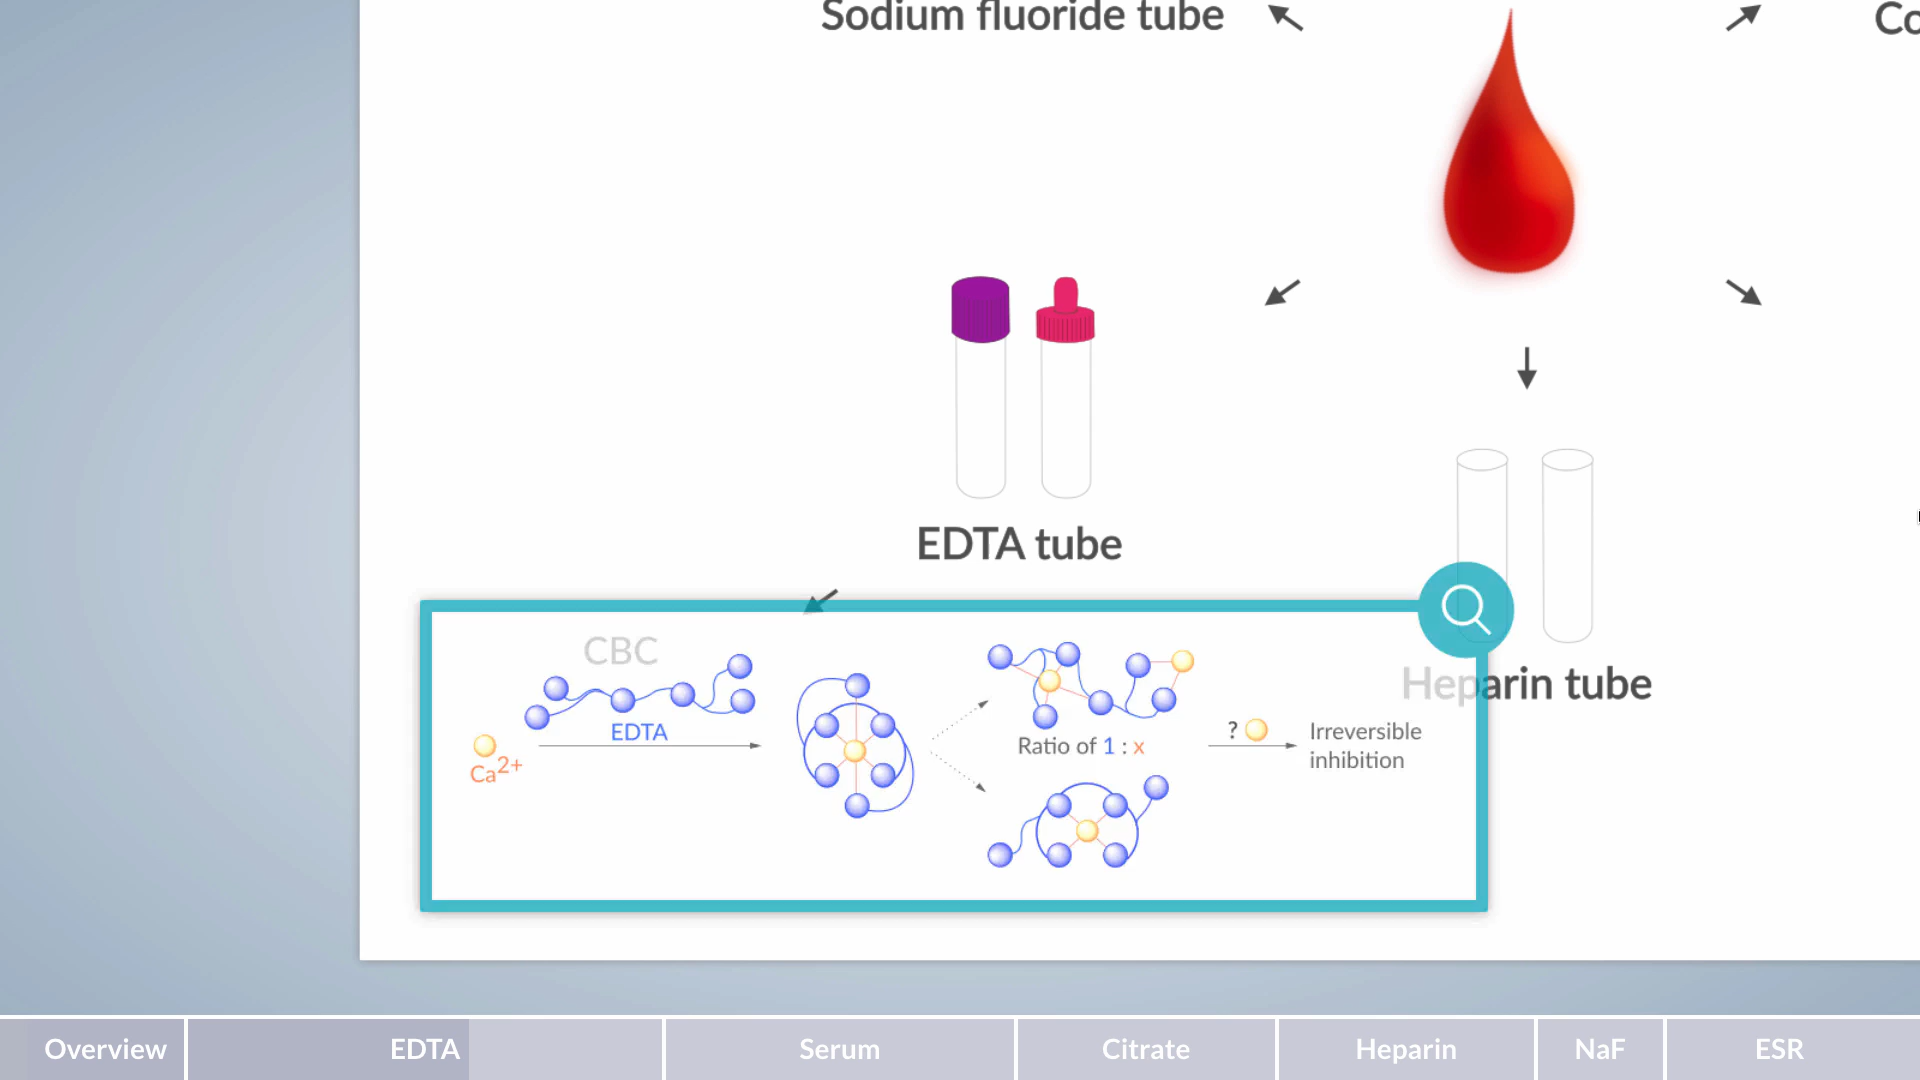 Sodium fluoride tube
Co
EDTA tube
Heparin tube
CBC
EDTA
Ca2+
Ratio of 1 : x
?
Irreversible
inhibition
Overview
EDTA
Serum
Citrate
Heparin
NaF
ESR